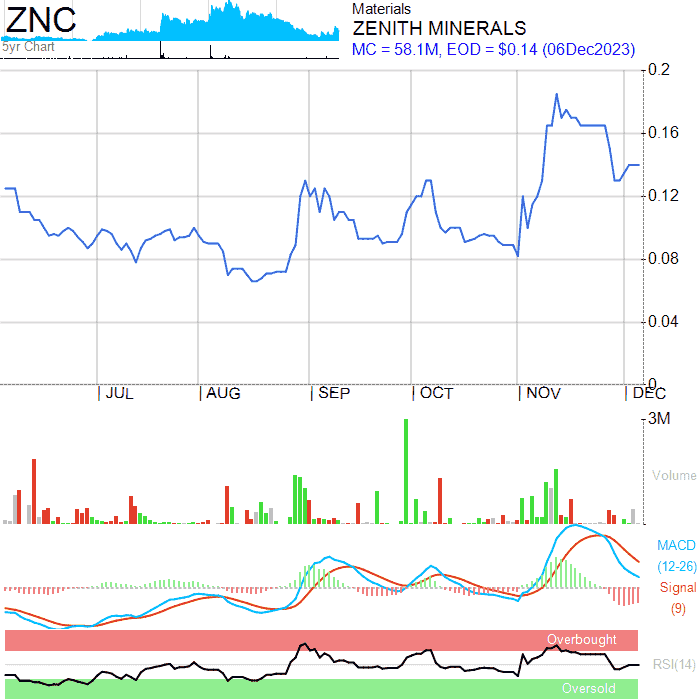 ZNC
5yr Chart
Materials
ZENITH MINERALS
MC = 58.1M, EOD = $0.14 (06Dec2023)
0.2
0.16
0.12
0.08
0.04
0
JUL AUG SEP OCT NOV DEC
3M
Volume
MACD
(12-26)
Signal
(9)
Overbought
RSI(14)
Oversold